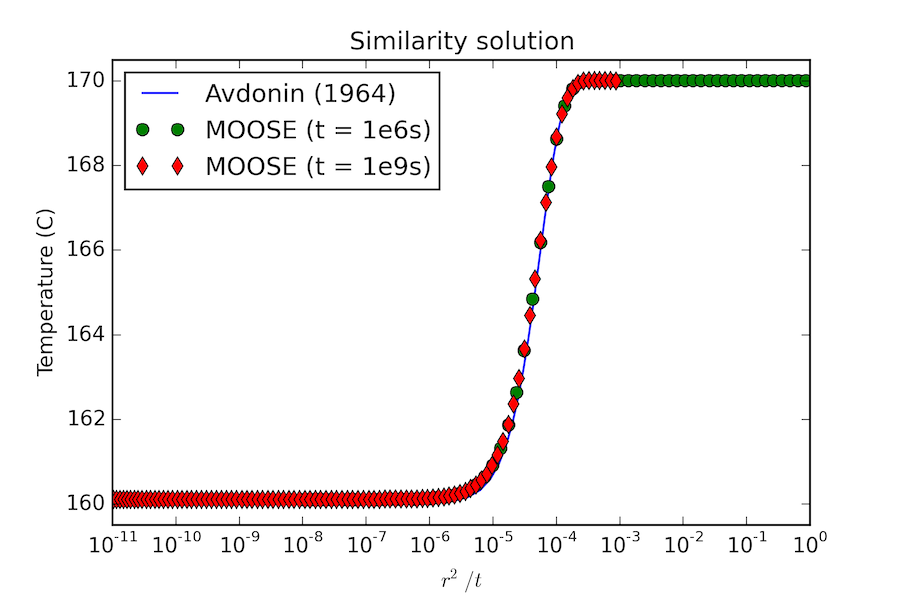 Similarity solution
Avdonin (1964)
MOOSE (t = 1e6s)
MOOSE (t = 1e9s)
Temperature (C)
170
168
166
164
162
160
10^-11 10^-10 10^-9 10^-8 10^-7 10^-6 10^-5 10^-4 10^-3 10^-2 10^-1 10^0
r^2 /t